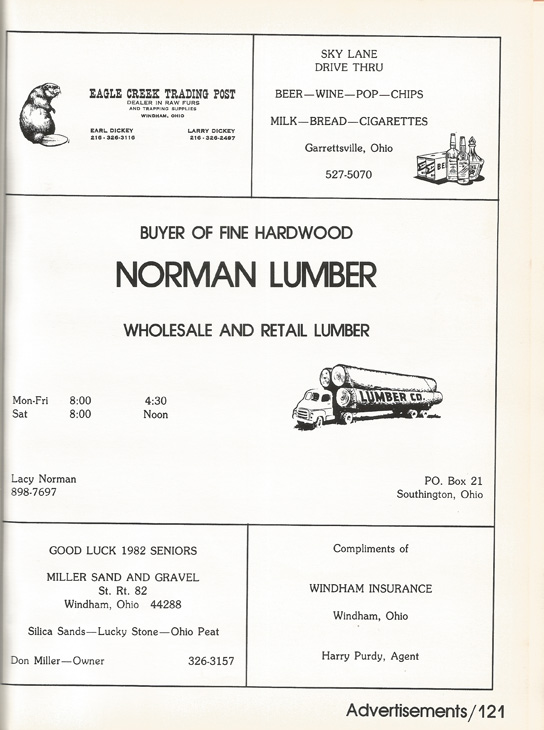 EAGLE CREEK TRADING POST
DEALER IN RAW FURS
AND TRAPPING SUPPLIES
WINDHAM, OHIO
EARL DICKEY LARRY DICKEY
216-326-3116 216-326-2497
SKY LANE
DRIVE THRU
BEER—WINE—POP—CHIPS
MILK—BREAD—CIGARETTES
Garrettsville, Ohio
527-5070
BE
BUYER OF FINE HARDWOOD
NORMAN LUMBER
WHOLESALE AND RETAIL LUMBER
LUMBER CO.
Mon-Fri 8:00 4:30
Sat 8:00 Noon
Lacy Norman
898-7697
PO. Box 21
Southington, Ohio
GOOD LUCK 1982 SENIORS
MILLER SAND AND GRAVEL
St. Rt. 82
Windham, Ohio 44288
Silica Sands—Lucky Stone—Ohio Peat
Don Miller—Owner 326-3157
Compliments of
WINDHAM INSURANCE
Windham, Ohio
Harry Purdy, Agent
Advertisements/121